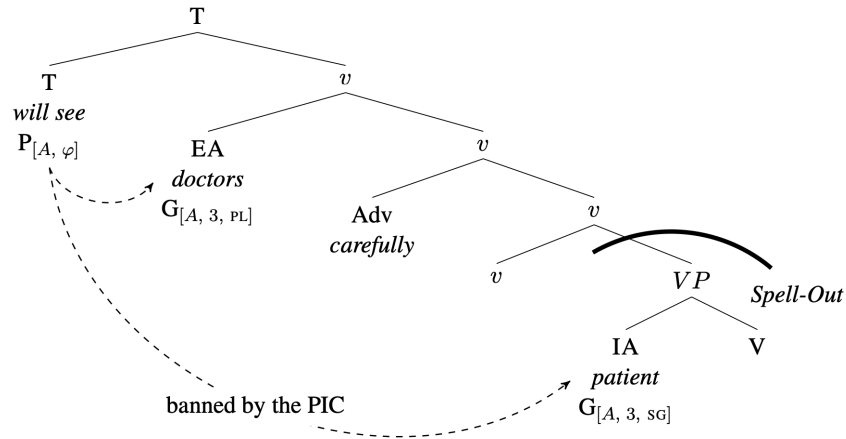 T
T
v
will see
P[A, φ]
EA
v
doctors
G[A, 3, PL]
Adv
v
carefully
v
VP
Spell-Out
IA
V
patient
banned by the PIC
G[A, 3, SG]